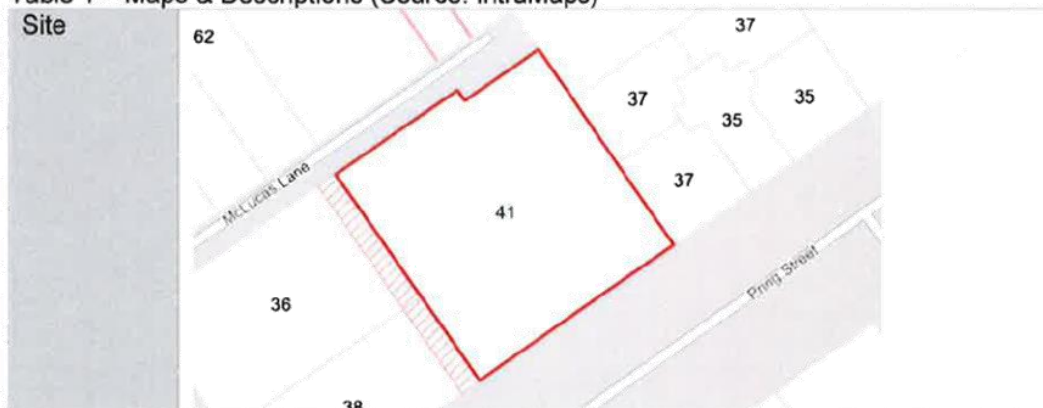 Table 1 – Maps & Descriptions (Source: IntraMaps)
Site
62
37
37
35
35
McLucas Lane
37
41
Pring Street
36
38